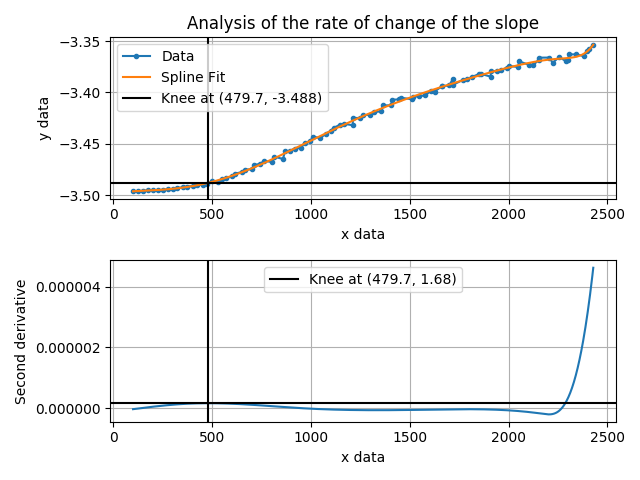 Analysis of the rate of change of the slope
y data
−3.35
−3.40
−3.45
−3.50
Data
Spline Fit
Knee at (479.7, -3.488)
0
500
1000
1500
2000
2500
x data
Second derivative
0.000004
0.000002
0.000000
Knee at (479.7, 1.68)
0
500
1000
1500
2000
2500
x data